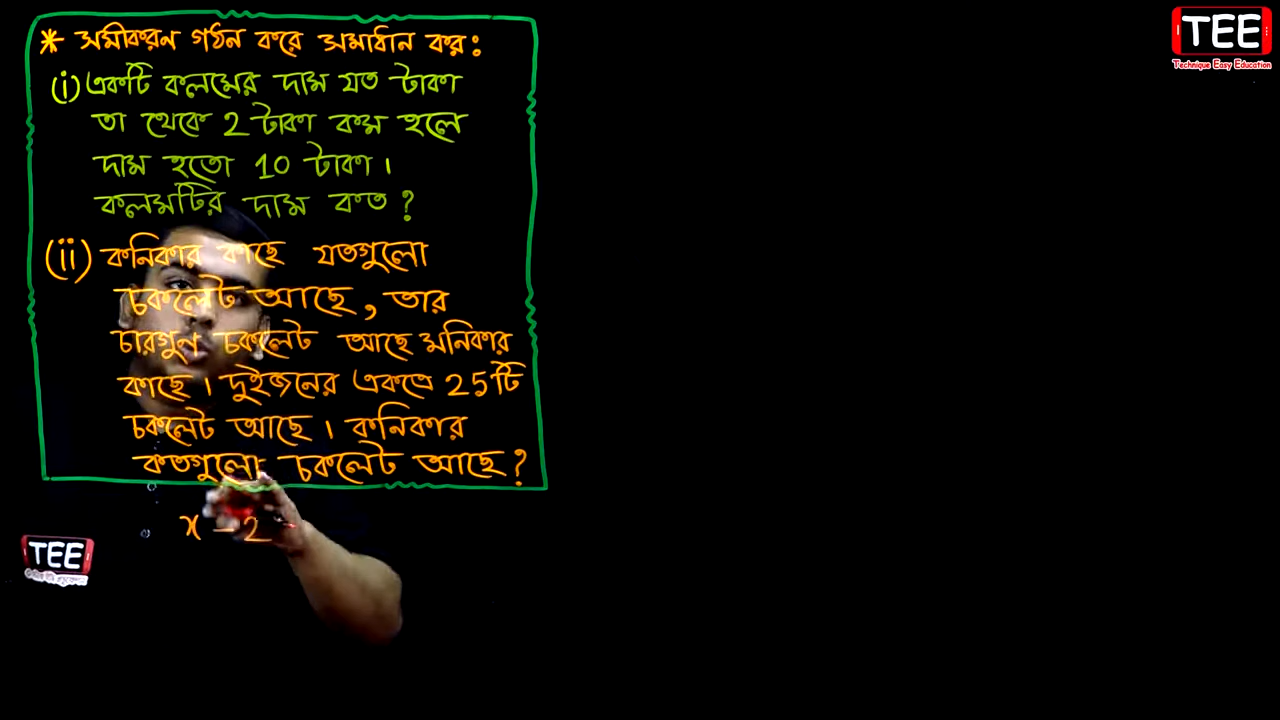 * সমীকরণ গঠন করে সমাধান কর:
(i) একটি কলমের দাম যত টাকা
তা থেকে 2 টাকা কম হলে
দাম হতো 10 টাকা।
কলমটির দাম কত?
(ii) কনিকার কাছে যতগুলো
চকলেট আছে, তার
চারগুণ চকলেট আছে মনিকার
কাছে। দুইজনের একত্রে 25টি
চকলেট আছে। কনিকার
কতগুলো চকলেট আছে?
x - 2
TEE
Technique Easy Education
TEE